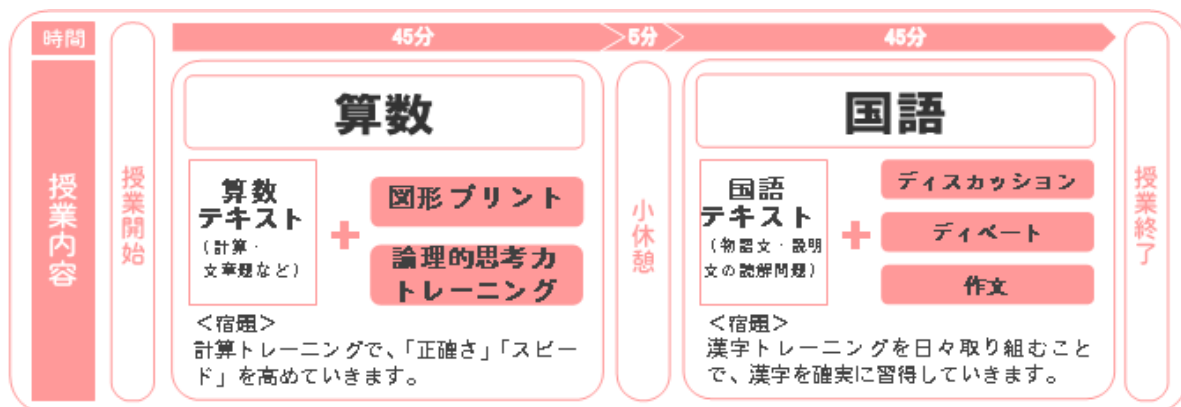 時間
45分
5分
45分
授業内容
授業開始
算数
算数
テキスト
(計算・
文章題など)
+
図形プリント
論理的思考力
トレーニング
<宿題>
計算トレーニングで、「正確さ」「スピー
ド」を高めていきます。
小休憩
国語
国語
テキスト
(物語文・説明
文の読解問題)
+
ディスカッション
ディベート
作文
<宿題>
漢字トレーニングを日々取り組むこと
で、漢字を確実に習得していきます。
授業終了